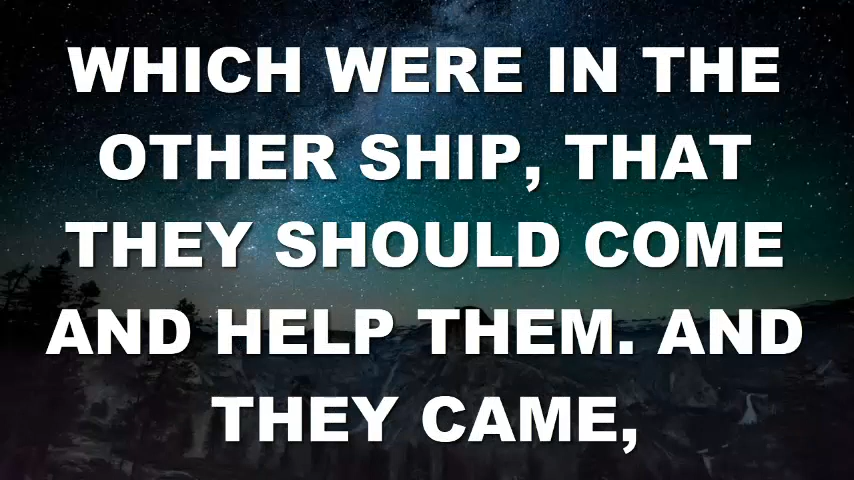 WHICH WERE IN THE
OTHER SHIP, THAT
THEY SHOULD COME
AND HELP THEM. AND
THEY CAME,